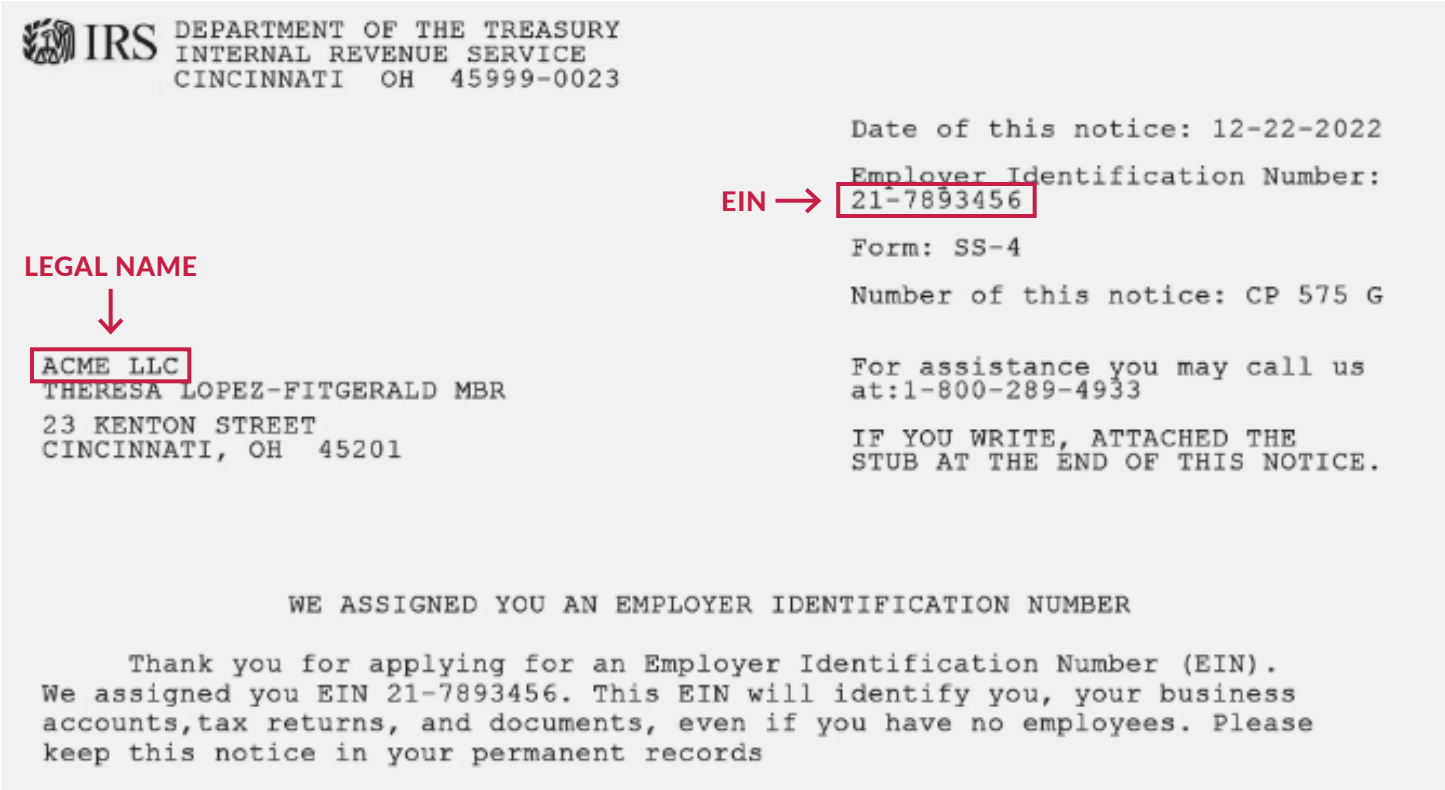 IRS
DEPARTMENT OF THE TREASURY
INTERNAL REVENUE SERVICE
CINCINNATI OH 45999-0023
Date of this notice: 12-22-2022
Employer Identification Number:
EIN
21-7893456
Form: SS-4
Number of this notice: CP 575 G
LEGAL NAME
ACME LLC
THERESA LOPEZ-FITGERALD MBR
23 KENTON STREET
CINCINNATI, OH 45201
For assistance you may call us
at:1-800-289-4933
IF YOU WRITE, ATTACHED THE
STUB AT THE END OF THIS NOTICE.
WE ASSIGNED YOU AN EMPLOYER IDENTIFICATION NUMBER
Thank you for applying for an Employer Identification Number (EIN).
We assigned you EIN 21-7893456. This EIN will identify you, your business
accounts,tax returns, and documents, even if you have no employees. Please
keep this notice in your permanent records